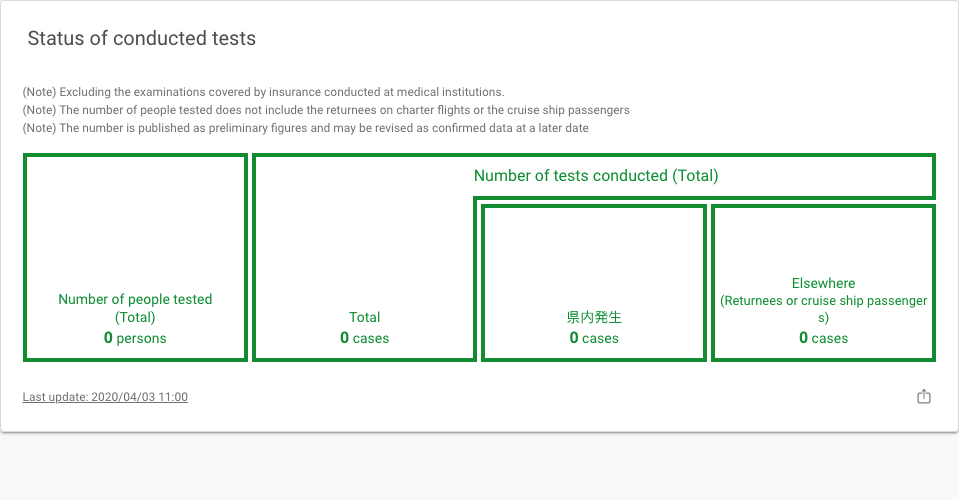 Status of conducted tests
(Note) Excluding the examinations covered by insurance conducted at medical institutions.
(Note) The number of people tested does not include the returnees on charter flights or the cruise ship passengers
(Note) The number is published as preliminary figures and may be revised as confirmed data at a later date
Number of tests conducted (Total)
Number of people tested
(Total)
0 persons
Total
0 cases
県内発生
0 cases
Elsewhere
(Returnees or cruise ship passenger
s)
0 cases
Last update: 2020/04/03 11:00